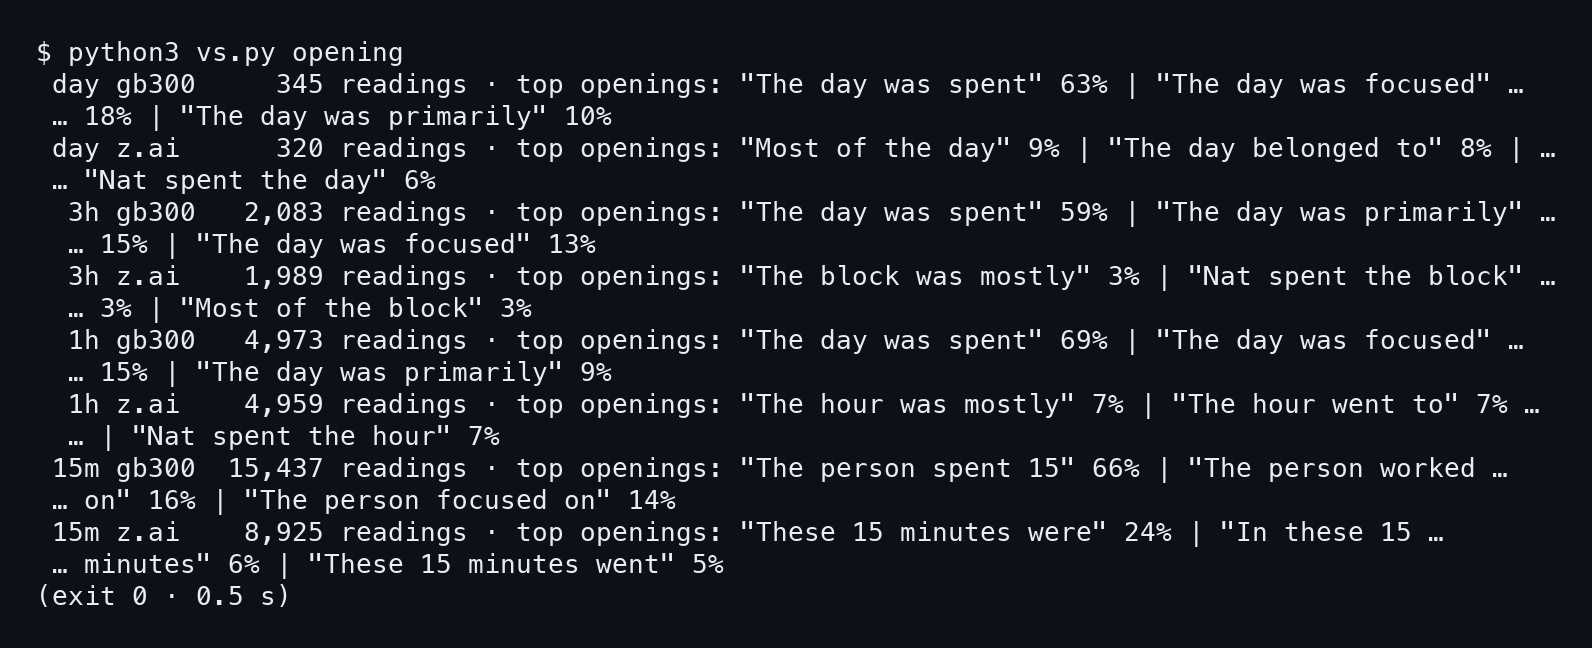 $ python3 vs.py opening
 day gb300     345 readings · top openings: "The day was spent" 63% | "The day was focused" …
 … 18% | "The day was primarily" 10%
 day z.ai      320 readings · top openings: "Most of the day" 9% | "The day belonged to" 8% | …
 … "Nat spent the day" 6%
  3h gb300   2,083 readings · top openings: "The day was spent" 59% | "The day was primarily" …
  … 15% | "The day was focused" 13%
  3h z.ai    1,989 readings · top openings: "The block was mostly" 3% | "Nat spent the block" …
  … 3% | "Most of the block" 3%
  1h gb300   4,973 readings · top openings: "The day was spent" 69% | "The day was focused" …
  … 15% | "The day was primarily" 9%
  1h z.ai    4,959 readings · top openings: "The hour was mostly" 7% | "The hour went to" 7% …
  … | "Nat spent the hour" 7%
 15m gb300  15,437 readings · top openings: "The person spent 15" 66% | "The person worked …
 … on" 16% | "The person focused on" 14%
 15m z.ai    8,925 readings · top openings: "These 15 minutes were" 24% | "In these 15 …
 … minutes" 6% | "These 15 minutes went" 5%
(exit 0 · 0.5 s)